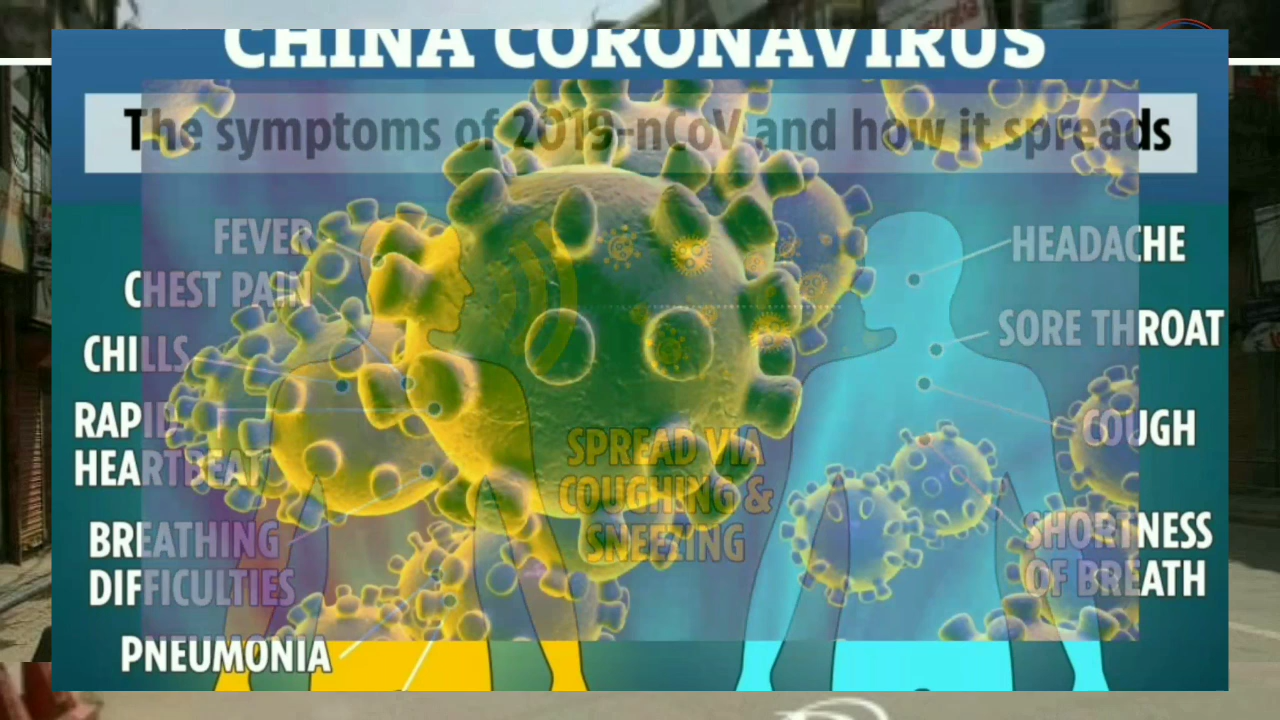 CHINA CORONAVIRUS
The symptoms of 2019-nCoV and how it spreads
FEVER
CHEST PAIN
CHILLS
RAPID
HEARTBEAT
BREATHING
DIFFICULTIES
PNEUMONIA
SPREAD VIA
COUGHING &
SNEEZING
HEADACHE
SORE THROAT
COUGH
SHORTNESS
OF BREATH